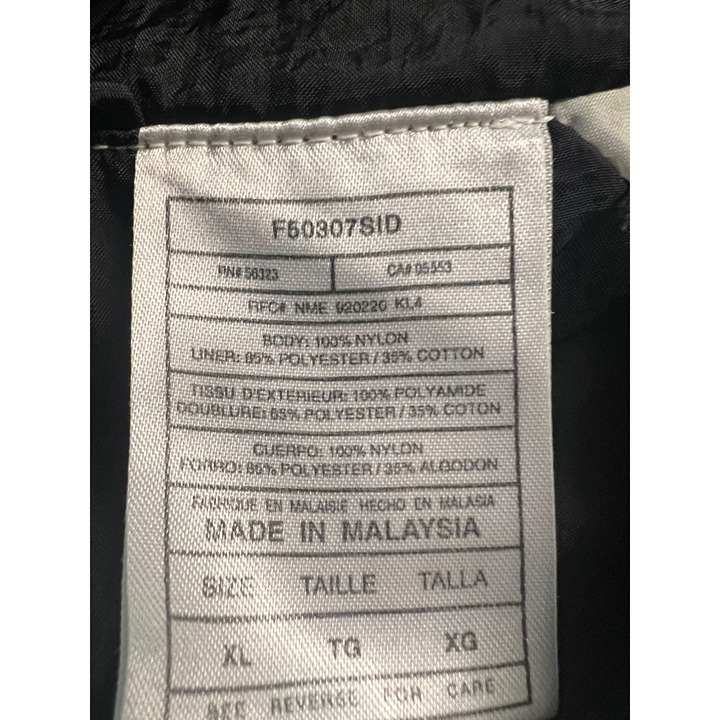 F50307SID
RN# 56323 CA# 05553
RFC# NME 920220 KL4
BODY: 100% NYLON
LINER: 65% POLYESTER / 35% COTTON
TISSU D'EXTERIEUR: 100% POLYAMIDE
DOUBLURE: 65% POLYESTER / 35% COTON
CUERPO: 100% NYLON
FORRO: 65% POLYESTER / 35% ALGODON
FABRIQUE EN MALAISIE HECHO EN MALASIA
MADE IN MALAYSIA
SIZE TAILLE TALLA
XL TG XG
SEE REVERSE FOR CARE